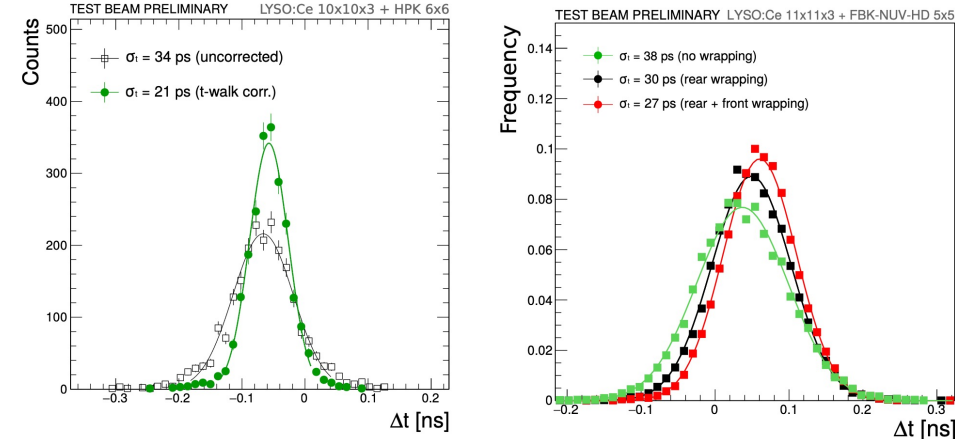 TEST BEAM PRELIMINARY LYSO:Ce 10x10x3 + HPK 6x6
Counts
500
400
300
200
100
0
σt = 34 ps (uncorrected)
σt = 21 ps (t-walk corr.)
−0.3 −0.2 −0.1 0 0.1 0.2
Δt [ns]
TEST BEAM PRELIMINARY LYSO:Ce 11x11x3 + FBK-NUV-HD 5x5
Frequency
0.14
0.12
0.1
0.08
0.06
0.04
0.02
0
σt = 38 ps (no wrapping)
σt = 30 ps (rear wrapping)
σt = 27 ps (rear + front wrapping)
−0.2 −0.1 0 0.1 0.2 0.3
Δt [ns]